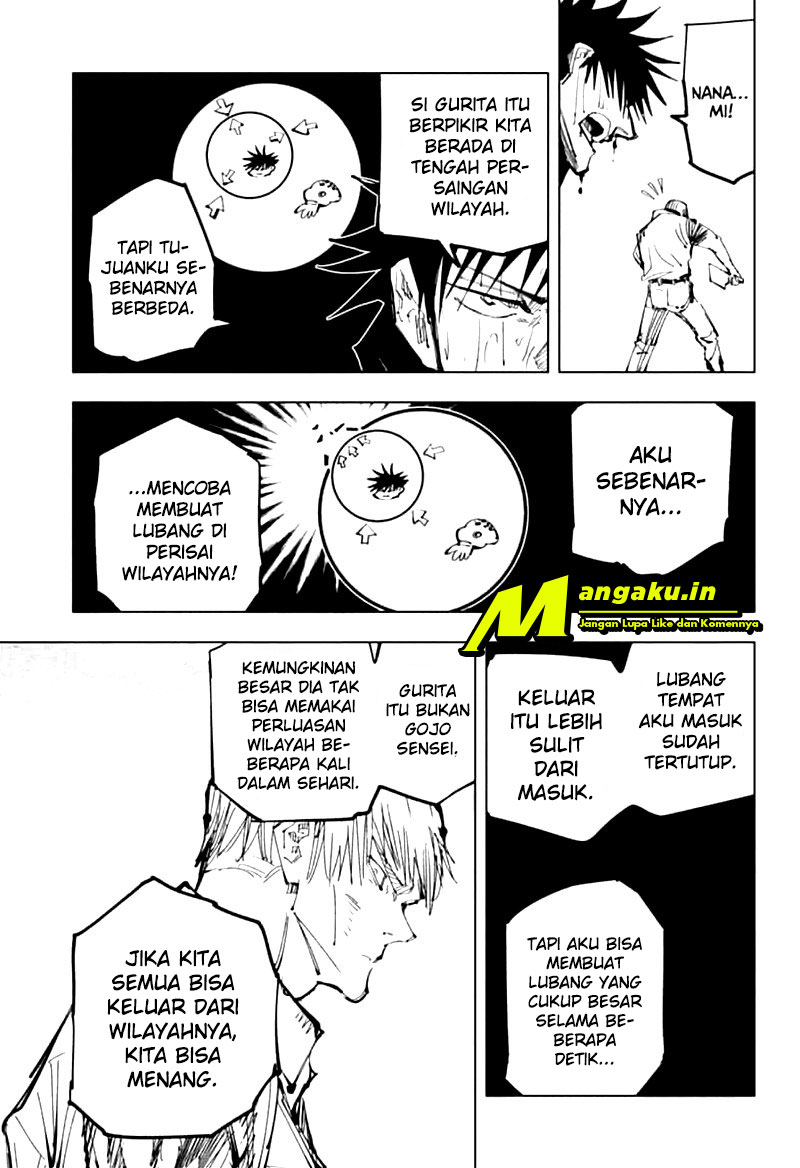 NANA...
MI!
SI GURITA ITU
BERPIKIR KITA
BERADA DI
TENGAH PER-
SAINGAN
WILAYAH.
TAPI TU-
JUANKU SE-
BENARNYA
BERBEDA.
AKU
SEBENAR-
NYA...
...MENCOBA
MEMBUAT
LUBANG DI
PERISAI
WILAYAHNYA!
Mangaku.in
Jangan Lupa Like dan Komennya
LUBANG
TEMPAT
AKU MASUK
SUDAH
TERTUTUP.
KELUAR
ITU LEBIH
SULIT
DARI
MASUK.
TAPI AKU BISA
MEMBUAT
LUBANG YANG
CUKUP BESAR
SELAMA BE-
BERAPA
DETIK...
GURITA
ITU BUKAN
GOJO
SENSEI.
KEMUNGKINAN
BESAR DIA TAK
BISA MEMAKAI
PERLUASAN
WILAYAH BE-
BERAPA KALI
DALAM SEHARI.
JIKA KITA
SEMUA BISA
KELUAR DARI
WILAYAHNYA,
KITA BISA
MENANG.